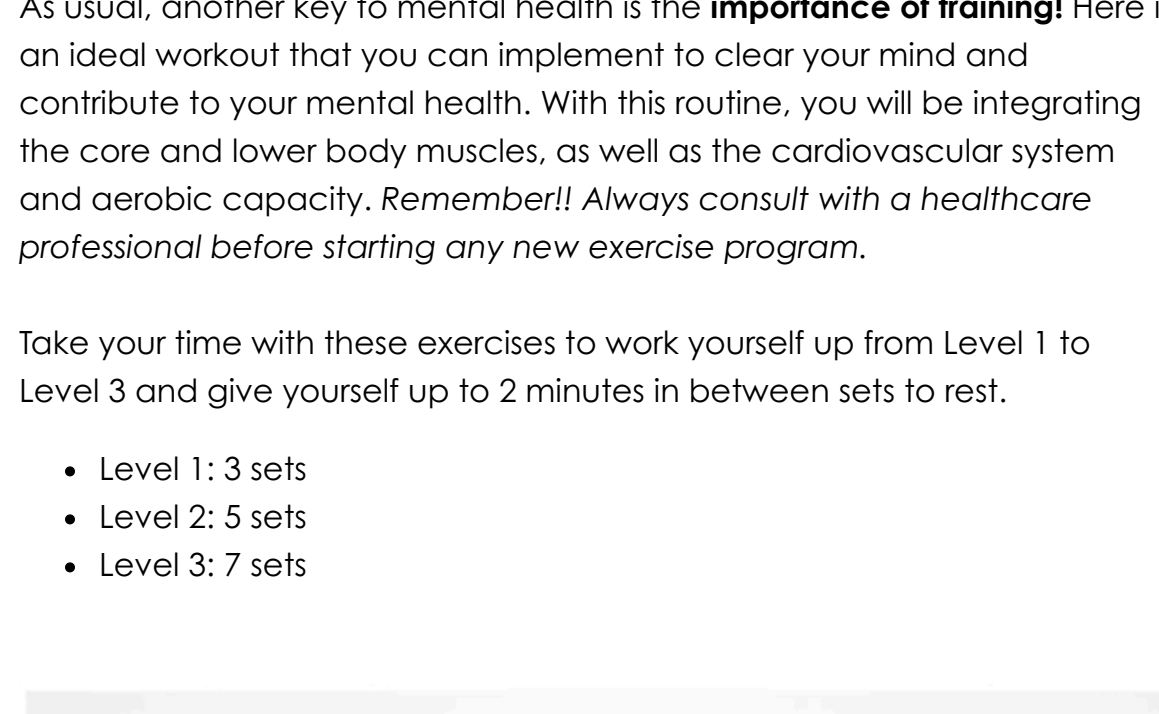 As usual, another key to mental health is the importance of training! Here i
an ideal workout that you can implement to clear your mind and
contribute to your mental health. With this routine, you will be integrating
the core and lower body muscles, as well as the cardiovascular system
and aerobic capacity. Remember!! Always consult with a healthcare
professional before starting any new exercise program.
Take your time with these exercises to work yourself up from Level 1 to
Level 3 and give yourself up to 2 minutes in between sets to rest.
• Level 1: 3 sets
• Level 2: 5 sets
• Level 3: 7 sets